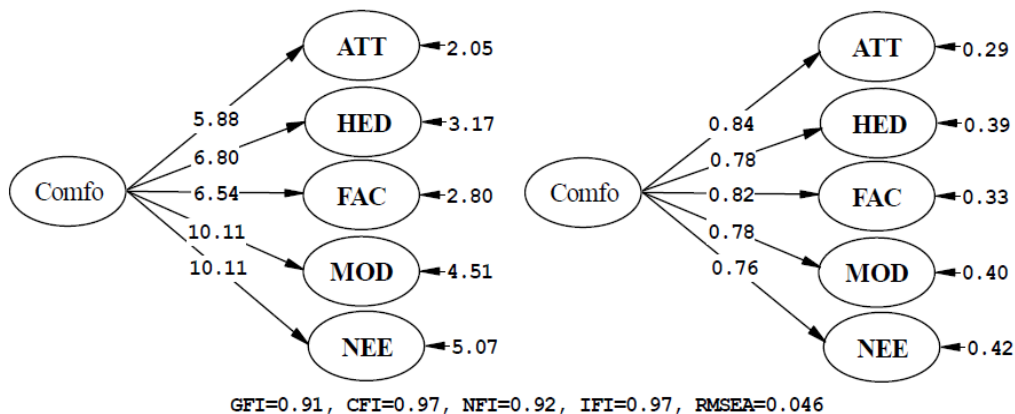 ATT
2.05
5.88
HED
3.17
6.80
Comfo
6.54
FAC
2.80
10.11
MOD
4.51
10.11
NEE
5.07
ATT
0.29
0.84
HED
0.39
0.78
Comfo
0.82
FAC
0.33
0.78
MOD
0.40
0.76
NEE
0.42
GFI=0.91, CFI=0.97, NFI=0.92, IFI=0.97, RMSEA=0.046